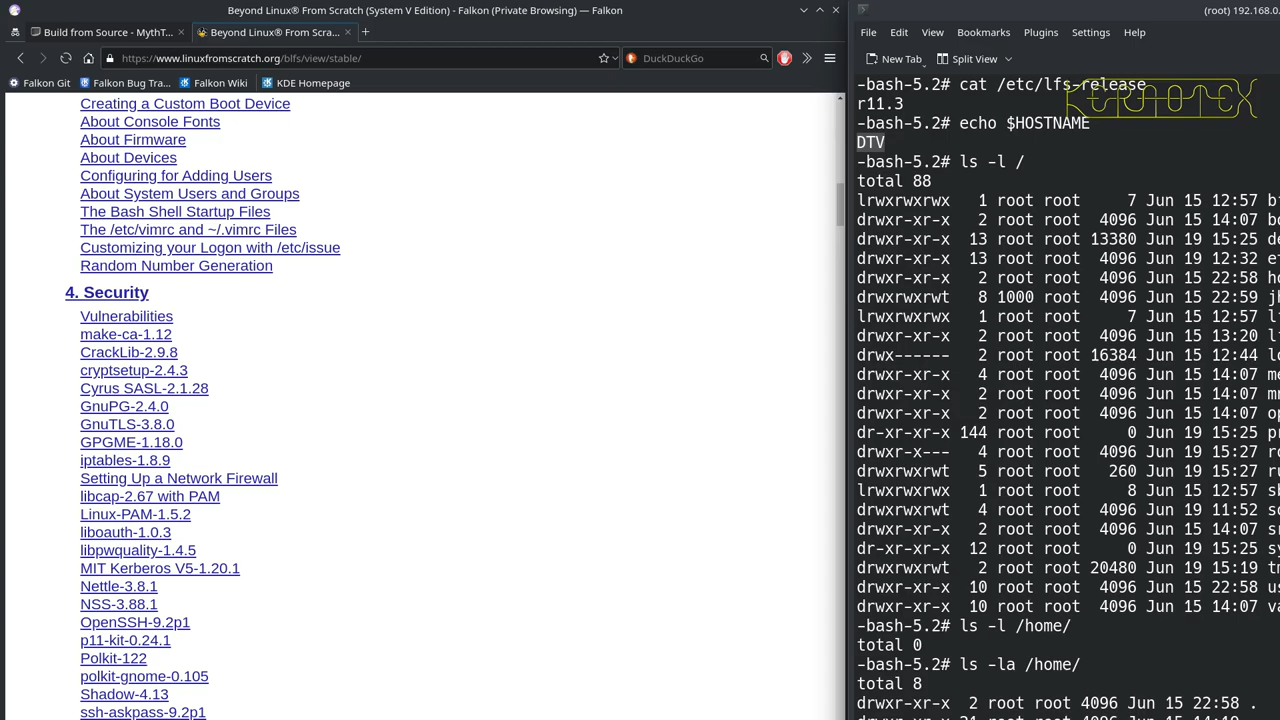 Beyond Linux® From Scratch (System V Edition) - Falkon (Private Browsing) — Falkon
(root) 192.168.0.
Build from Source - MythT...
Beyond Linux® From Scra...
File Edit View Bookmarks Plugins Settings Help
https://www.linuxfromscratch.org/blfs/view/stable/
DuckDuckGo
New Tab
Split View
Falkon Git
Falkon Bug Tra...
Falkon Wiki
KDE Homepage
Creating a Custom Boot Device
About Console Fonts
About Firmware
About Devices
Configuring for Adding Users
About System Users and Groups
The Bash Shell Startup Files
The /etc/vimrc and ~/.vimrc Files
Customizing your Logon with /etc/issue
Random Number Generation
4. Security
Vulnerabilities
make-ca-1.12
CrackLib-2.9.8
cryptsetup-2.4.3
Cyrus SASL-2.1.28
GnuPG-2.4.0
GnuTLS-3.8.0
GPGME-1.18.0
iptables-1.8.9
Setting Up a Network Firewall
libcap-2.67 with PAM
Linux-PAM-1.5.2
liboauth-1.0.3
libpwquality-1.4.5
MIT Kerberos V5-1.20.1
Nettle-3.8.1
NSS-3.88.1
OpenSSH-9.2p1
p11-kit-0.24.1
Polkit-122
polkit-gnome-0.105
Shadow-4.13
ssh-askpass-9.2p1
-bash-5.2# cat /etc/lfs-release
r11.3
-bash-5.2# echo $HOSTNAME
DTV
-bash-5.2# ls -l /
total 88
lrwxrwxrwx 1 root root 7 Jun 15 12:57 b
drwxr-xr-x 2 root root 4096 Jun 15 14:07 bo
drwxr-xr-x 13 root root 13380 Jun 19 15:25 de
drwxr-xr-x 13 root root 4096 Jun 19 12:32 e
drwxr-xr-x 2 root root 4096 Jun 15 22:58 ho
drwxrwxrwt 8 1000 root 4096 Jun 15 22:59 jh
lrwxrwxrwx 1 root root 7 Jun 15 12:57 l
drwxr-xr-x 2 root root 4096 Jun 15 13:20 l
drwx------ 2 root root 16384 Jun 15 12:44 lo
drwxr-xr-x 4 root root 4096 Jun 15 14:07 me
drwxr-xr-x 2 root root 4096 Jun 15 14:07 mn
drwxr-xr-x 2 root root 4096 Jun 15 14:07 op
dr-xr-xr-x 144 root root 0 Jun 19 15:25 pr
drwxr-x--- 4 root root 4096 Jun 19 15:27 ro
drwxrwxrwt 5 root root 260 Jun 19 15:27 ru
lrwxrwxrwx 1 root root 8 Jun 15 12:57 sb
drwxrwxrwt 4 root root 4096 Jun 19 11:52 so
drwxr-xr-x 2 root root 4096 Jun 15 14:07 sr
dr-xr-xr-x 12 root root 0 Jun 19 15:25 sy
drwxrwxrwt 2 root root 20480 Jun 19 15:19 tm
drwxr-xr-x 10 root root 4096 Jun 15 22:58 us
drwxr-xr-x 10 root root 4096 Jun 15 14:07 va
-bash-5.2# ls -l /home/
total 0
-bash-5.2# ls -la /home/
total 8
drwxr-xr-x 2 root root 4096 Jun 15 22:58 .